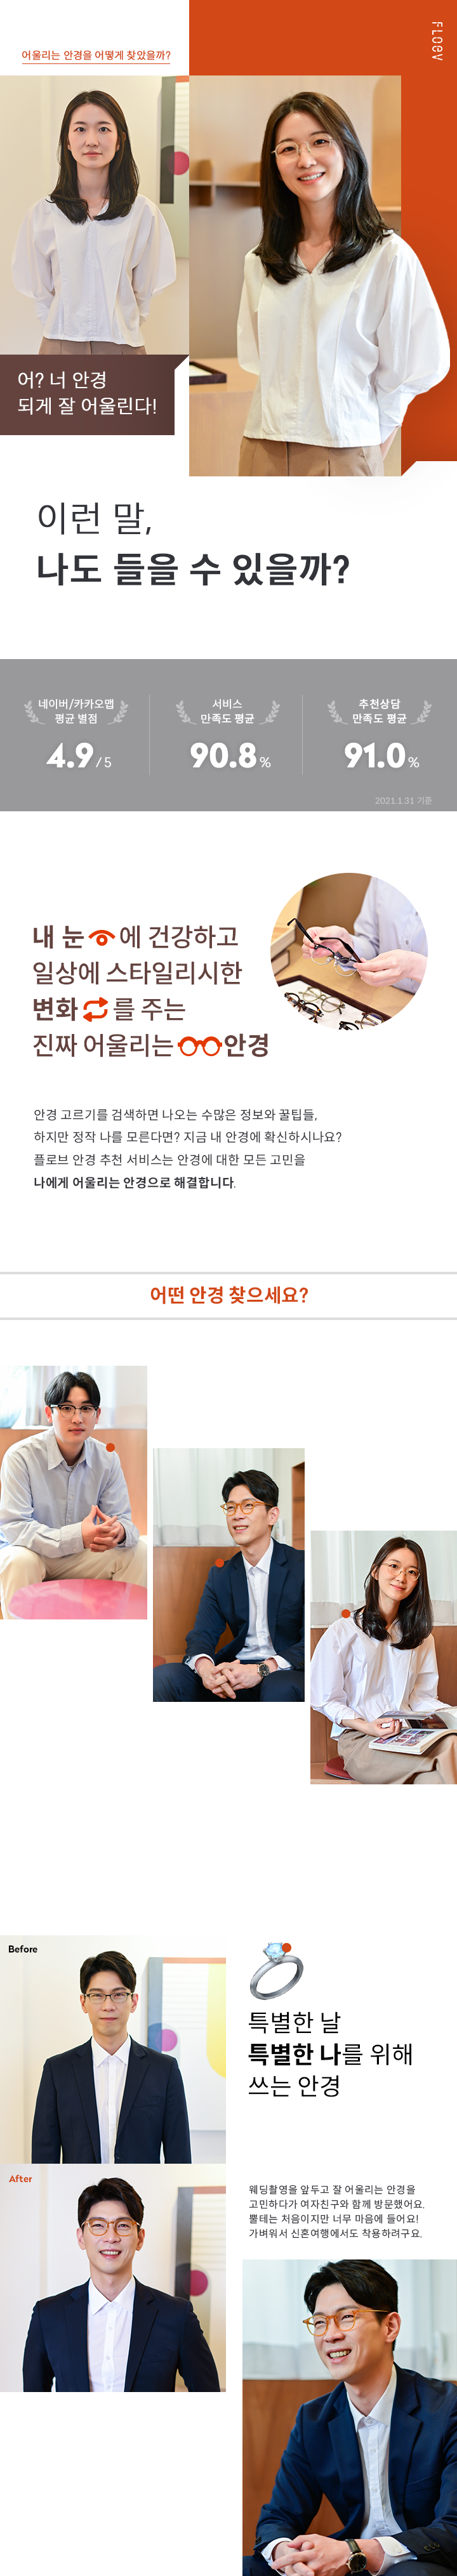 FLOEV
어울리는 안경을 어떻게 찾았을까?
어? 너 안경
되게 잘 어울린다!
이런 말,
나도 들을 수 있을까?
네이버/카카오맵
평균 별점
4.9 / 5
서비스
만족도 평균
90.8 %
추천상담
만족도 평균
91.0 %
2021.1.31 기준
내 눈 에 건강하고
일상에 스타일리시한
변화 를 주는
진짜 어울리는 안경
안경 고르기를 검색하면 나오는 수많은 정보와 꿀팁들,
하지만 정작 나를 모른다면? 지금 내 안경에 확신하시나요?
플로브 안경 추천 서비스는 안경에 대한 모든 고민을
나에게 어울리는 안경으로 해결합니다.
어떤 안경 찾으세요?
Before
특별한 날
특별한 나를 위해
쓰는 안경
After
웨딩촬영을 앞두고 잘 어울리는 안경을
고민하다가 여자친구와 함께 방문했어요.
뿔테는 처음이지만 너무 마음에 들어요!
가벼워서 신혼여행에서도 착용하려구요.